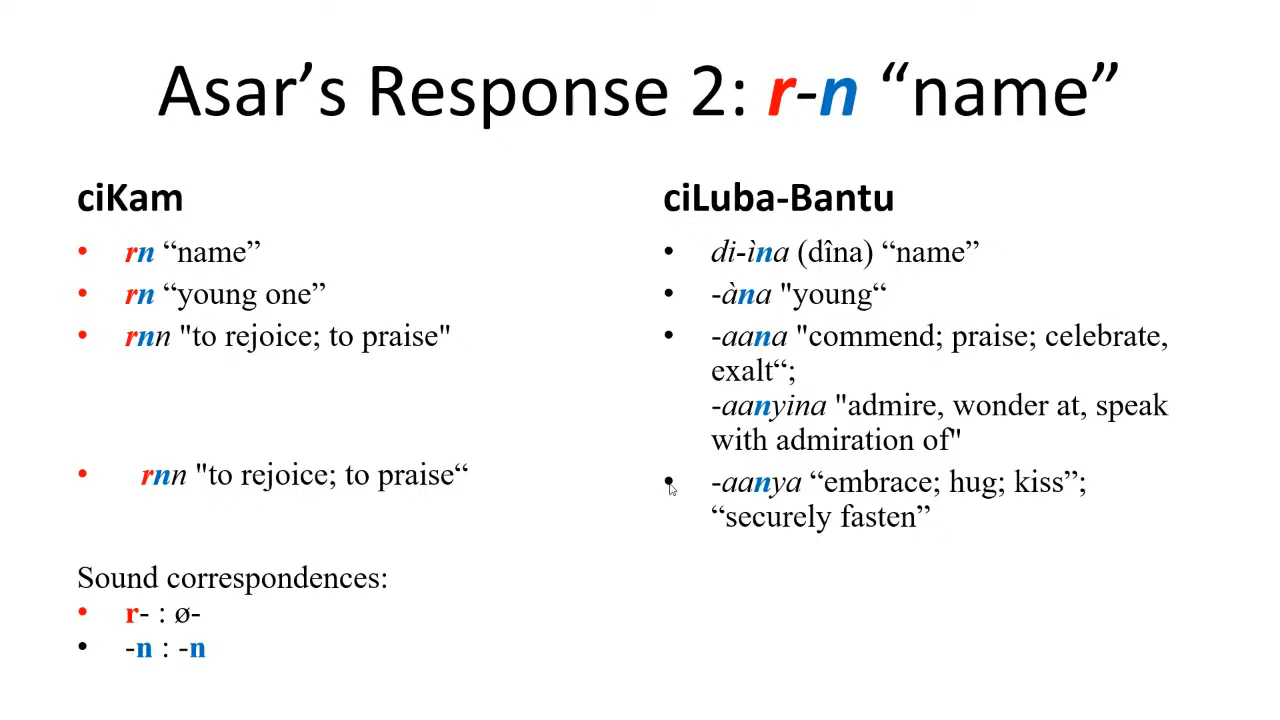 Asar’s Response 2: r-n “name”
ciKam
• rn “name”
• rn “young one”
• rnn "to rejoice; to praise"
• rnn "to rejoice; to praise“
Sound correspondences:
• r- : ø-
• -n : -n
ciLuba-Bantu
• di-ìna (dîna) “name”
• -àna "young“
• -aana "commend; praise; celebrate,
exalt“;
-aanyina "admire, wonder at, speak
with admiration of"
• -aanya “embrace; hug; kiss”;
“securely fasten”